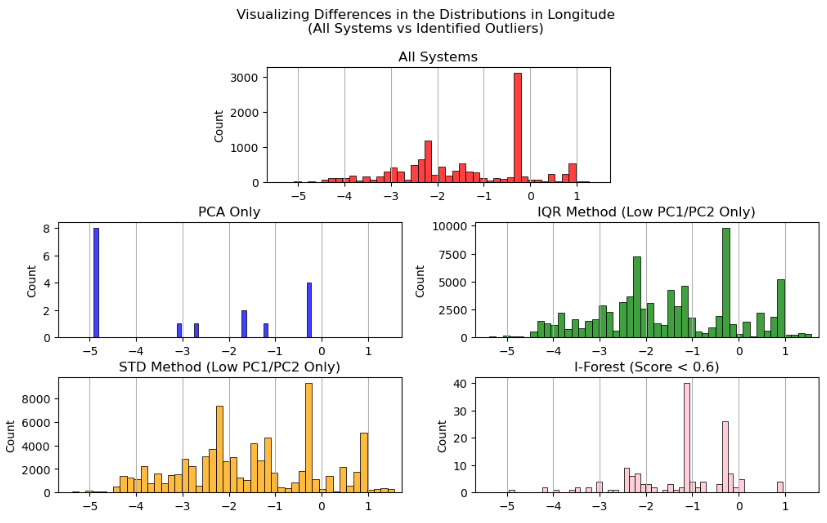 Visualizing Differences in the Distributions in Longitude
(All Systems vs Identified Outliers)
All Systems
Count
3000
2000
1000
0
−5 −4 −3 −2 −1 0 1
PCA Only
Count
8
6
4
2
0
−5 −4 −3 −2 −1 0 1
IQR Method (Low PC1/PC2 Only)
Count
10000
7500
5000
2500
0
−5 −4 −3 −2 −1 0 1
STD Method (Low PC1/PC2 Only)
Count
8000
6000
4000
2000
0
−5 −4 −3 −2 −1 0 1
I-Forest (Score < 0.6)
Count
40
30
20
10
0
−5 −4 −3 −2 −1 0 1